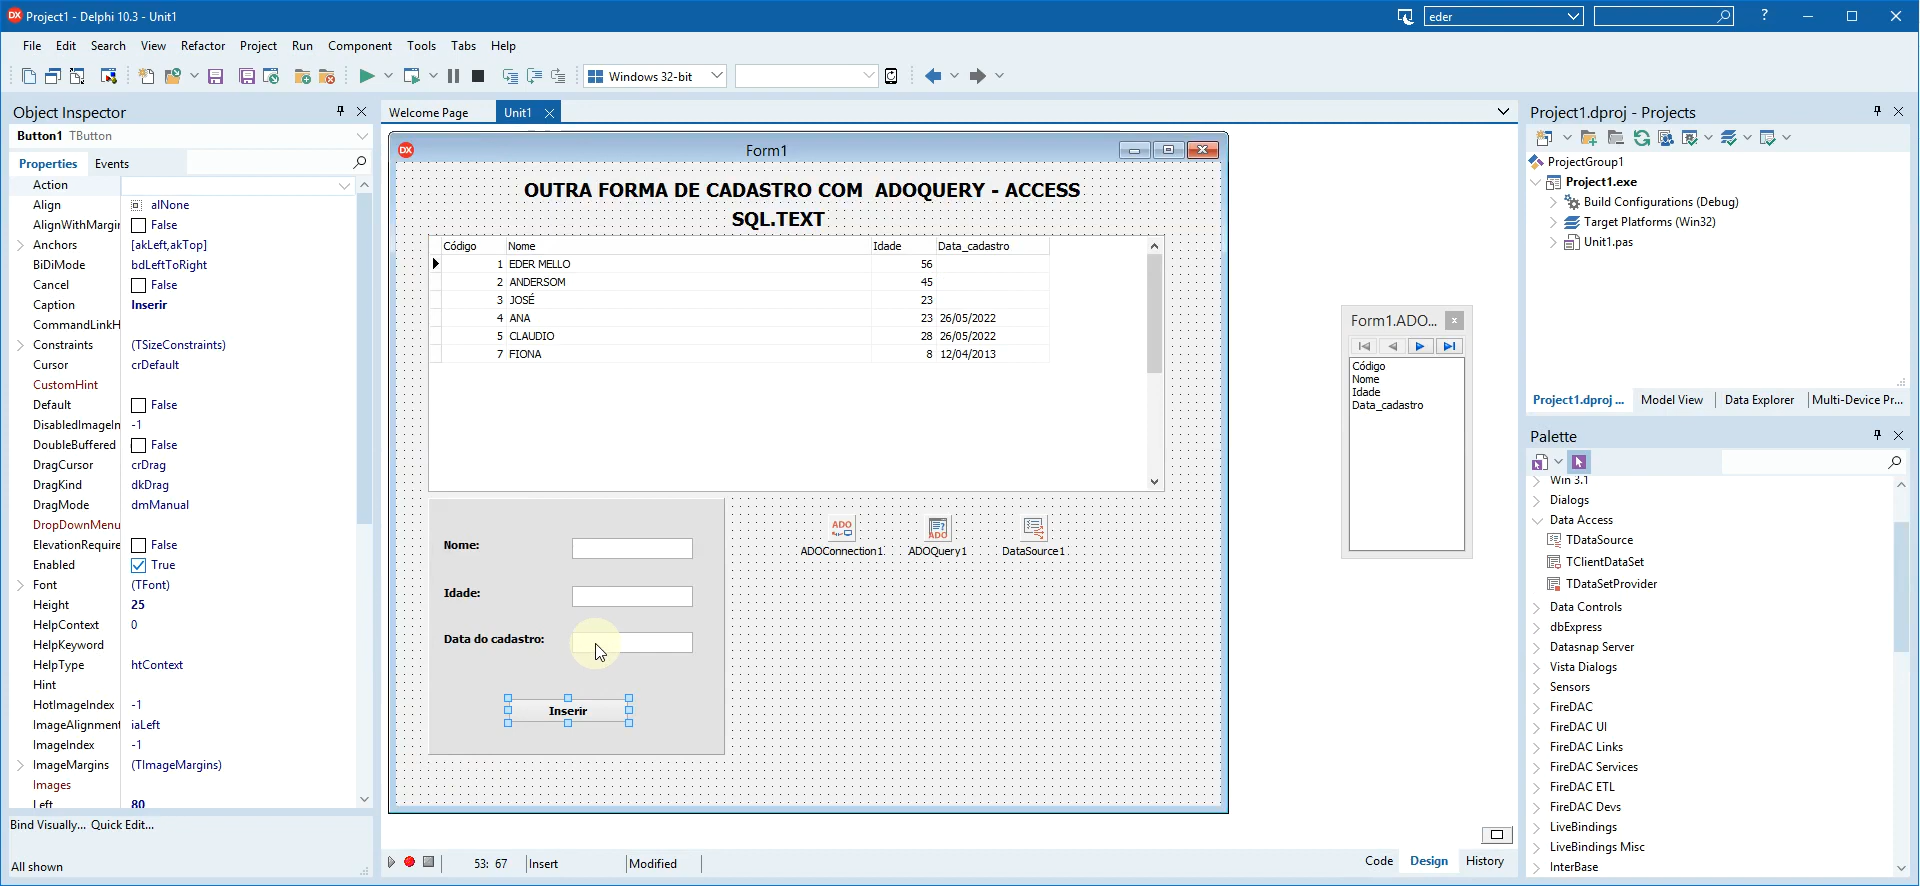 Project1 - Delphi 10.3 - Unit1
eder
?
File Edit Search View Refactor Project Run Component Tools Tabs Help
Windows 32-bit
Object Inspector
Button1 TButton
Properties Events
Action
Align alNone
AlignWithMargir False
Anchors [akLeft,akTop]
BiDiMode bdLeftToRight
Cancel False
Caption Inserir
CommandLinkH
Constraints (TSizeConstraints)
Cursor crDefault
CustomHint
Default False
DisabledImageIn -1
DoubleBuffered False
DragCursor crDrag
DragKind dkDrag
DragMode dmManual
DropDownMenu
ElevationRequire False
Enabled True
Font (TFont)
Height 25
HelpContext 0
HelpKeyword
HelpType htContext
Hint
HotImageIndex -1
ImageAlignment iaLeft
ImageIndex -1
ImageMargins (TImageMargins)
Images
Left 80
Bind Visually... Quick Edit...
All shown
Welcome Page Unit1
DX Form1
OUTRA FORMA DE CADASTRO COM ADOQUERY - ACCESS
SQL.TEXT
Código Nome Idade Data_cadastro
1 EDER MELLO 56
2 ANDERSOM 45
3 JOSÉ 23
4 ANA 23 26/05/2022
5 CLAUDIO 28 26/05/2022
7 FIONA 8 12/04/2013
Nome:
Idade:
Data do cadastro:
Inserir
ADO ADO
ADOConnection1 ADOQuery1 DataSource1
Form1.ADO...
Código
Nome
Idade
Data_cadastro
53: 67 Insert Modified
Code Design History
Project1.dproj - Projects
ProjectGroup1
Project1.exe
Build Configurations (Debug)
Target Platforms (Win32)
Unit1.pas
Project1.dproj ... Model View Data Explorer Multi-Device Pr...
Palette
Win 3.1
Dialogs
Data Access
TDataSource
TClientDataSet
TDataSetProvider
Data Controls
dbExpress
Datasnap Server
Vista Dialogs
Sensors
FireDAC
FireDAC UI
FireDAC Links
FireDAC Services
FireDAC ETL
FireDAC Devs
LiveBindings
LiveBindings Misc
InterBase